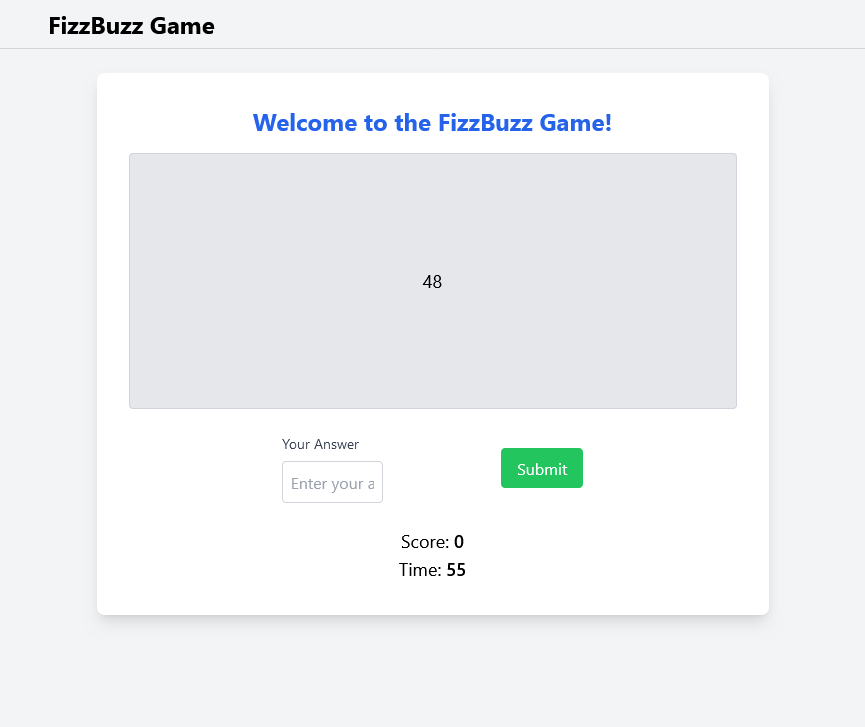 FizzBuzz Game
Welcome to the FizzBuzz Game!
48
Your Answer
Enter your a
Submit
Score: 0
Time: 55